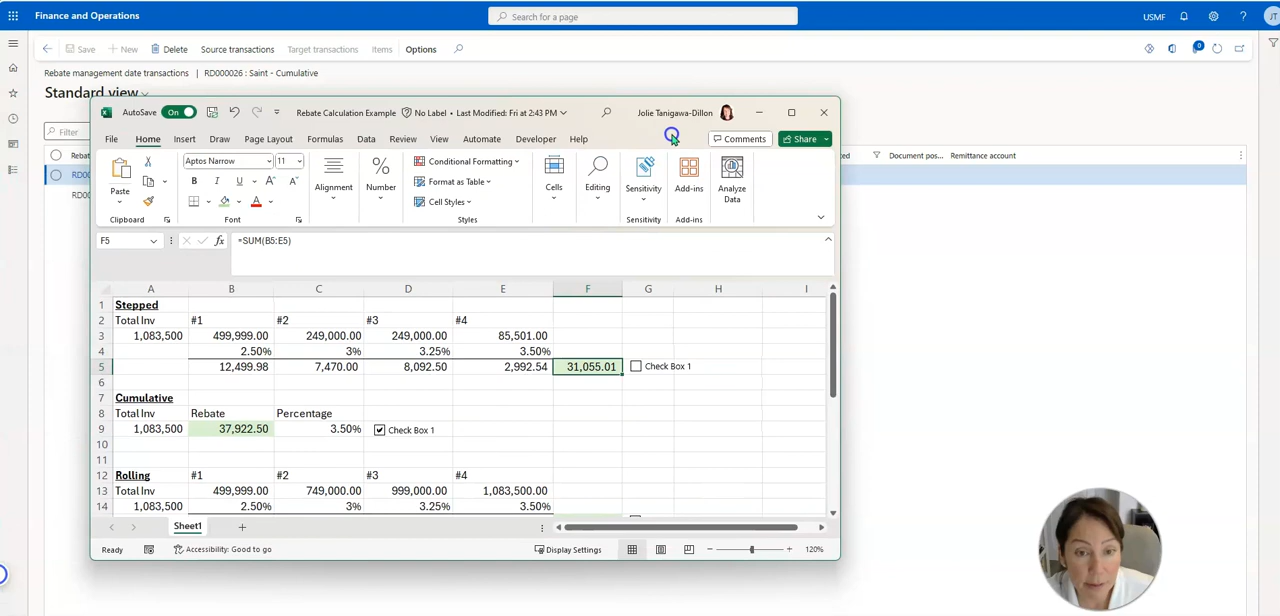 Finance and Operations
Search for a page
USMF
JT
Save
New
Delete
Source transactions
Target transactions
Items
Options
0
Rebate management date transactions | RD000026 : Saint - Cumulative
Standard view
Filter
Document pos...
Remittance account
AutoSave On
Rebate Calculation Example
No Label • Last Modified: Fri at 2:43 PM
Jolie Tanigawa-Dillon
File Home Insert Draw Page Layout Formulas Data Review View Automate Developer Help
Comments
Share
Paste
Clipboard
Aptos Narrow 11
B I U A A
A
Font
Alignment
%
Number
Conditional Formatting
Format as Table
Cell Styles
Styles
Cells
Editing
Sensitivity
Sensitivity
Add-ins
Add-ins
Analyze
Data
F5 fx =SUM(B5:E5)
A B C D E F G H I
1 Stepped
2 Total Inv #1 #2 #3 #4
3 1,083,500 499,999.00 249,000.00 249,000.00 85,501.00
4 2.50% 3% 3.25% 3.50%
5 12,499.98 7,470.00 8,092.50 2,992.54 31,055.01 Check Box 1
6
7 Cumulative
8 Total Inv Rebate Percentage
9 1,083,500 37,922.50 3.50% Check Box 1
10
11
12 Rolling #1 #2 #3 #4
13 Total Inv 499,999.00 749,000.00 999,000.00 1,083,500.00
14 2.50% 3% 3.25% 3.50%
Sheet1
Ready
Accessibility: Good to go
Display Settings
120%